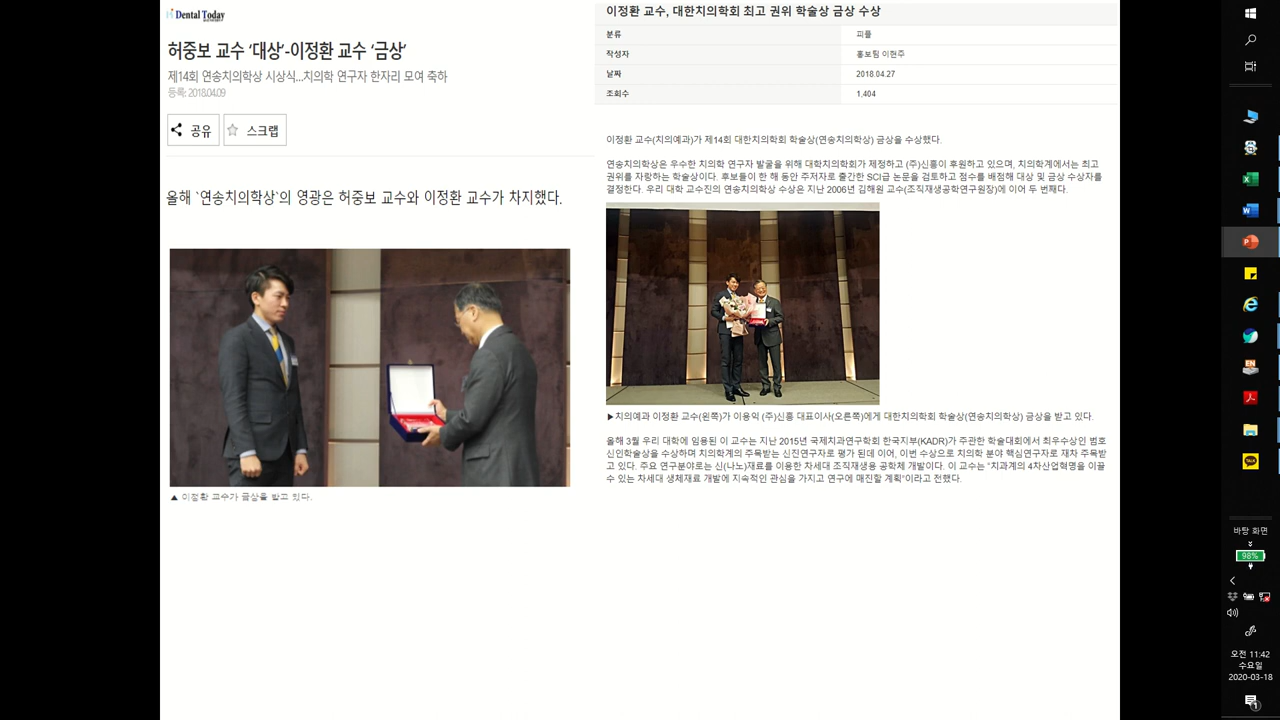 Dental Today
허중보 교수 '대상'-이정환 교수 '금상'
제14회 연송치의학상 시상식...치의학 연구자 한자리 모여 축하
등록: 2018.04.09
공유
스크랩
올해 `연송치의학상'의 영광은 허중보 교수와 이정환 교수가 차지했다.
▲ 이정환 교수가 금상을 받고 있다.
이정환 교수, 대한치의학회 최고 권위 학술상 금상 수상
분류 피플
작성자 홍보팀 이현주
날짜 2018.04.27
조회수 1,404
이정환 교수(치의예과)가 제14회 대한치의학회 학술상(연송치의학상) 금상을 수상했다.
연송치의학상은 우수한 치의학 연구자 발굴을 위해 대학치의학회가 제정하고 (주)신흥이 후원하고 있으며, 치의학계에서는 최고
권위를 자랑하는 학술상이다. 후보들이 한 해 동안 주저자로 출간한 SCI급 논문을 검토하고 점수를 배점해 대상 및 금상 수상자를
결정한다. 우리 대학 교수진의 연송치의학상 수상은 지난 2006년 김해원 교수(조직재생공학연구원장)에 이어 두 번째다.
▶치의예과 이정환 교수(왼쪽)가 이용익 (주)신흥 대표이사(오른쪽)에게 대한치의학회 학술상(연송치의학상) 금상을 받고 있다.
올해 3월 우리 대학에 임용된 이 교수는 지난 2015년 국제치과연구학회 한국지부(KADR)가 주관한 학술대회에서 최우수상인 범호
신인학술상을 수상하며 치의학계의 주목받는 신진연구자로 평가 된데 이어, 이번 수상으로 치의학 분야 핵심연구자로 재차 주목받
고 있다. 주요 연구분야로는 신(나노)재료를 이용한 차세대 조직재생용 공학체 개발이다. 이 교수는 "치과계의 4차산업혁명을 이끌
수 있는 차세대 생체재료 개발에 지속적인 관심을 가지고 연구에 매진할 계획"이라고 전했다.
EN
TALK
바탕 화면
98%
오전 11:42
수요일
2020-03-18
1